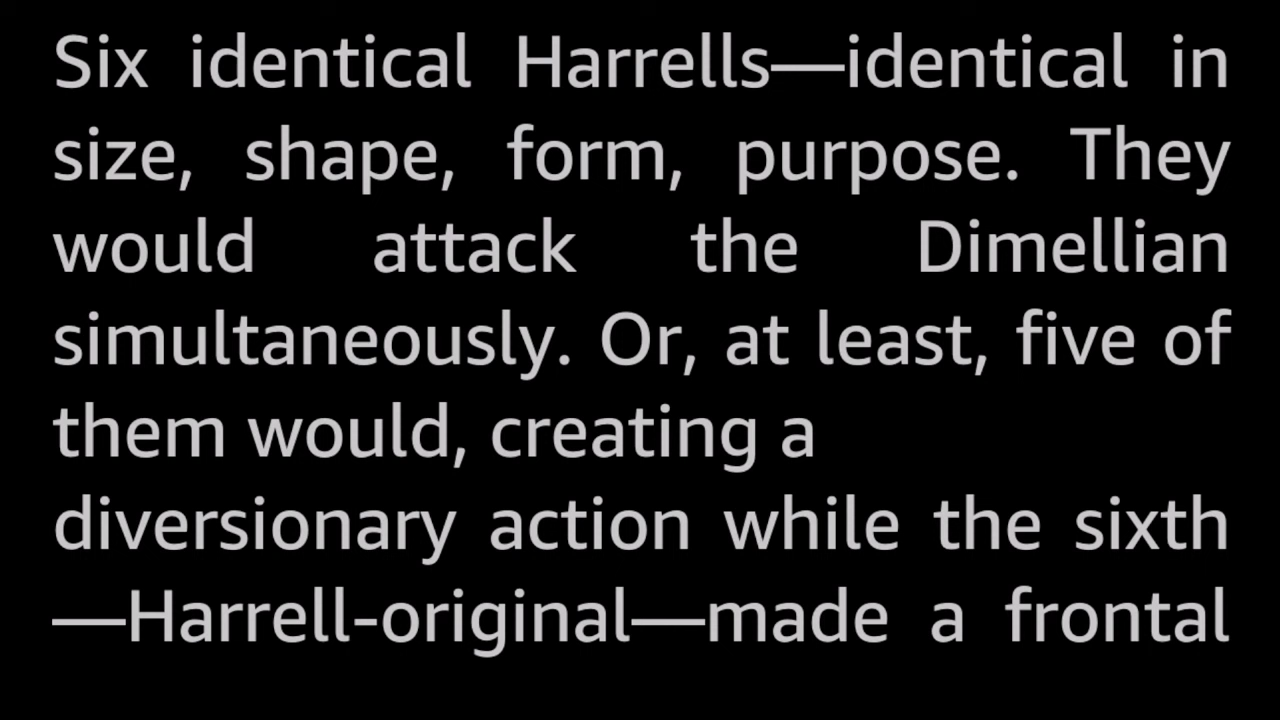 Six identical Harrells—identical in
size, shape, form, purpose. They
would attack the Dimellian
simultaneously. Or, at least, five of
them would, creating a
diversionary action while the sixth
—Harrell-original—made a frontal